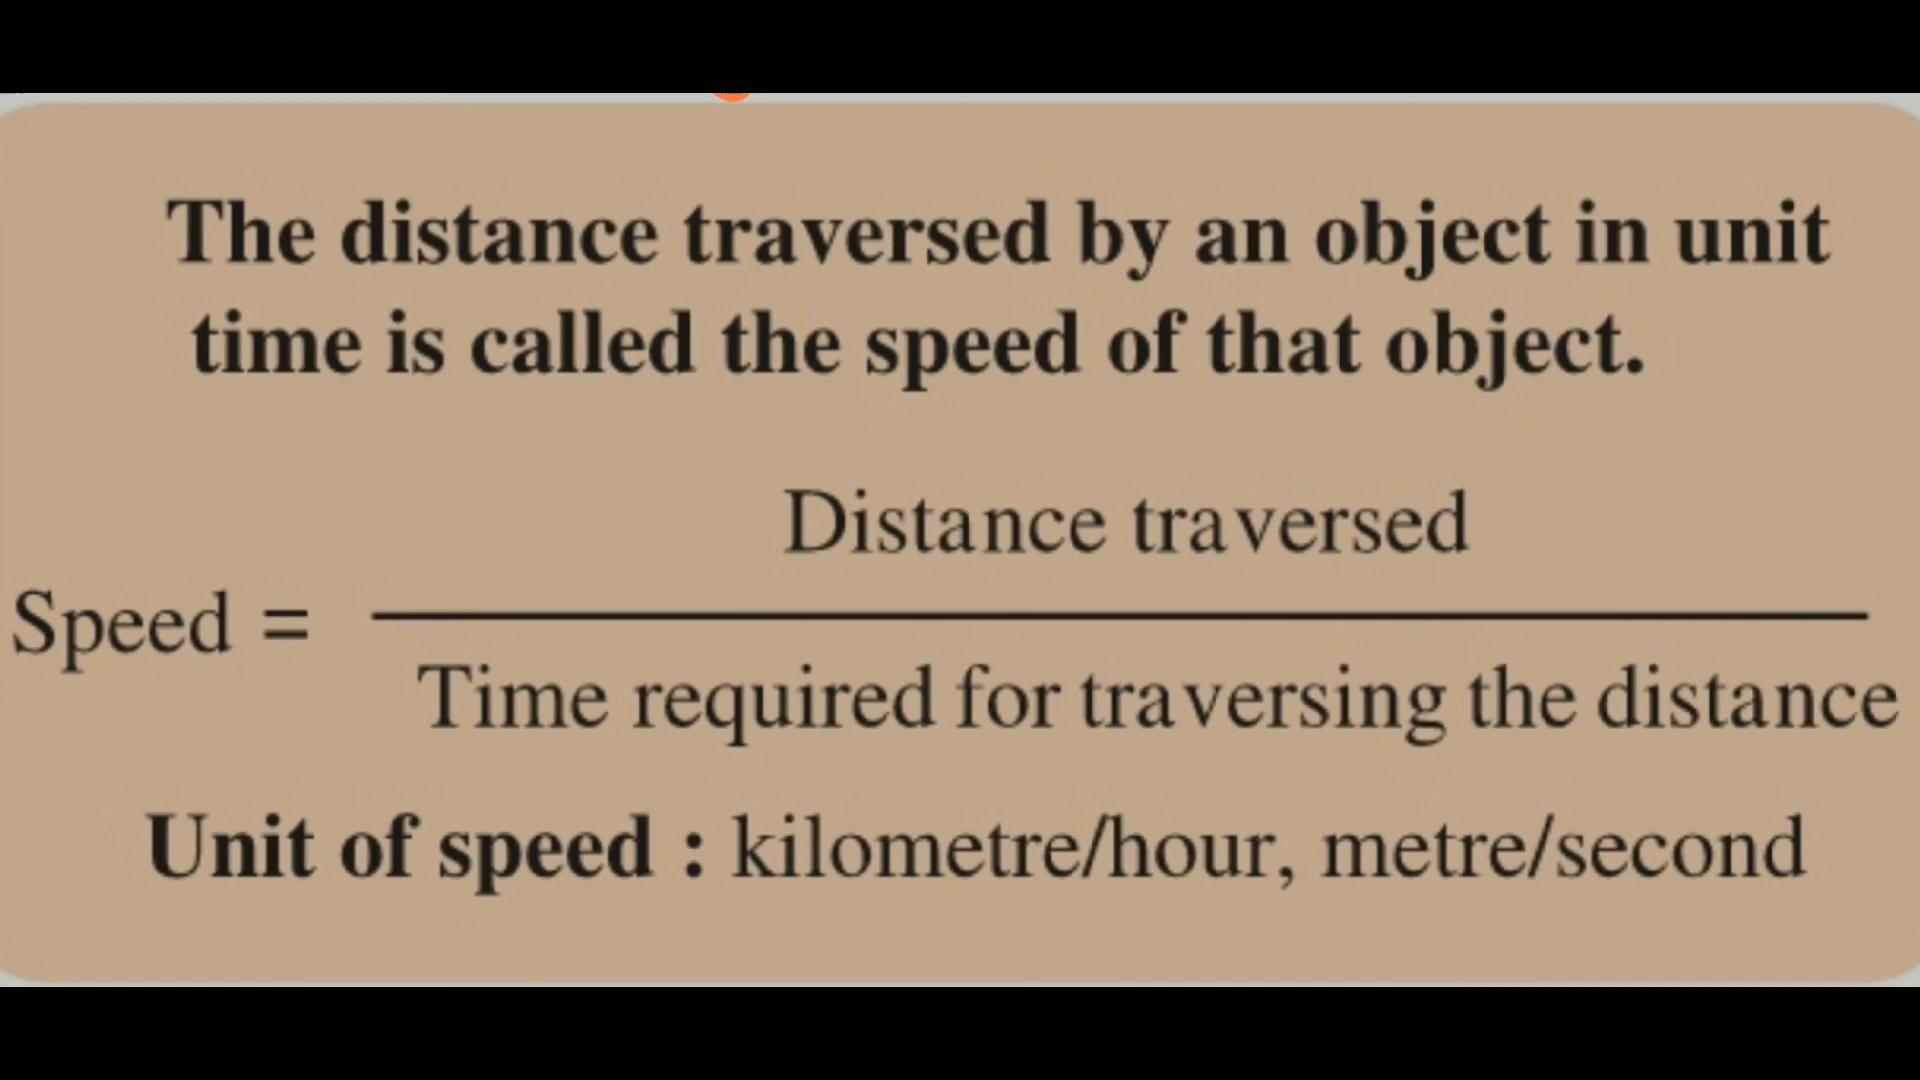 The distance traversed by an object in unit
time is called the speed of that object.
Distance traversed
Speed =
Time required for traversing the distance
Unit of speed : kilometre/hour, metre/second